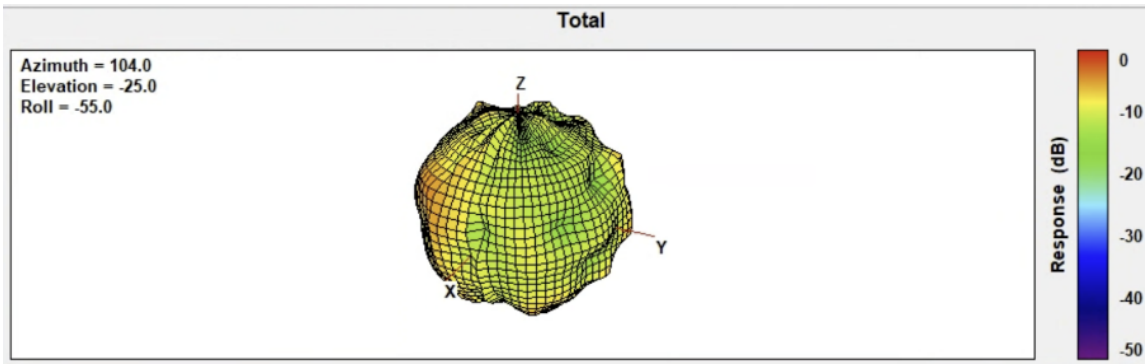 Total
Azimuth = 104.0
Elevation = -25.0
Roll = -55.0
Z
Y
X
Response (dB)
0
-10
-20
-30
-40
-50